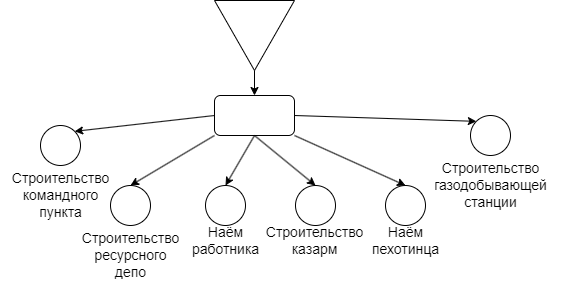 Строительство
командного
пункта
Строительство
ресурсного
депо
Наём
работника
Строительство
казарм
Наём
пехотинца
Строительство
газодобывающей
станции